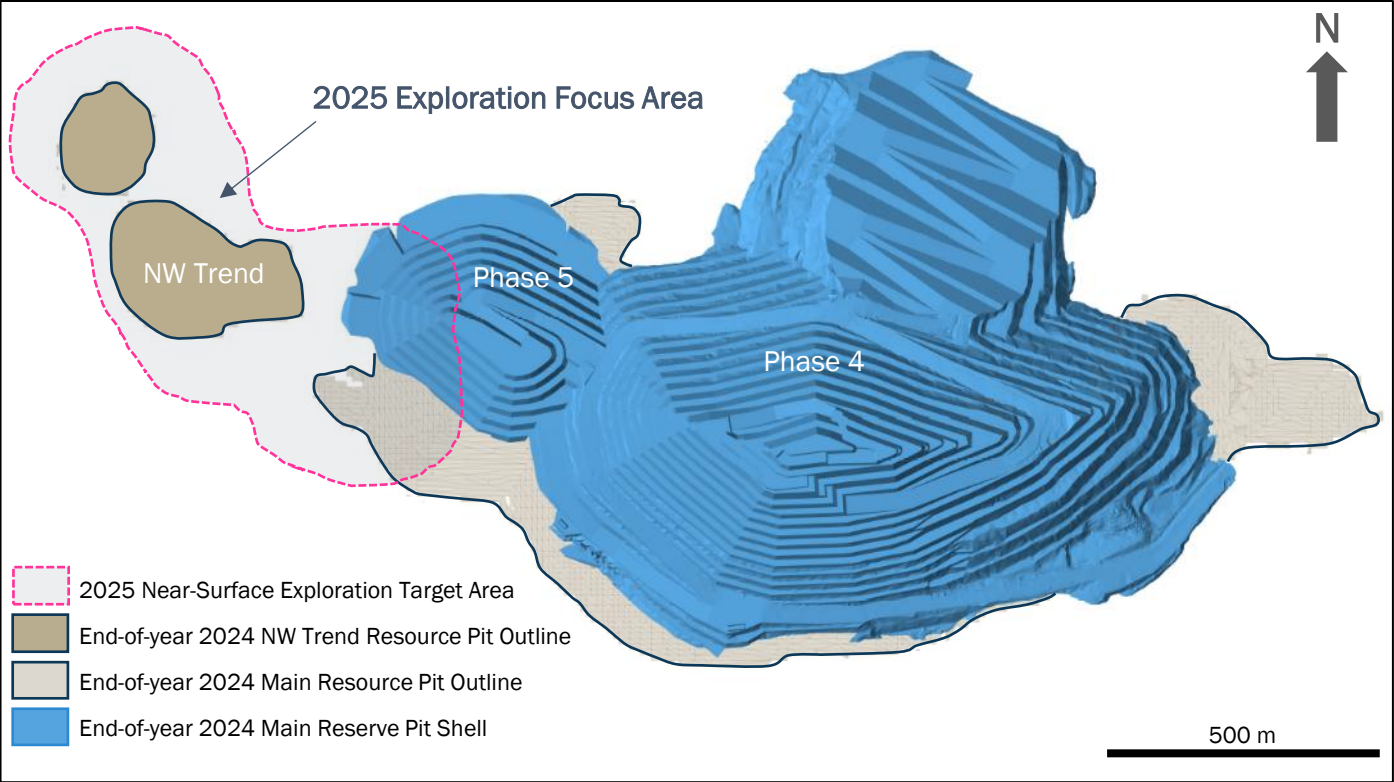 N
2025 Exploration Focus Area
NW Trend
Phase 5
Phase 4
2025 Near-Surface Exploration Target Area
End-of-year 2024 NW Trend Resource Pit Outline
End-of-year 2024 Main Resource Pit Outline
End-of-year 2024 Main Reserve Pit Shell
500 m